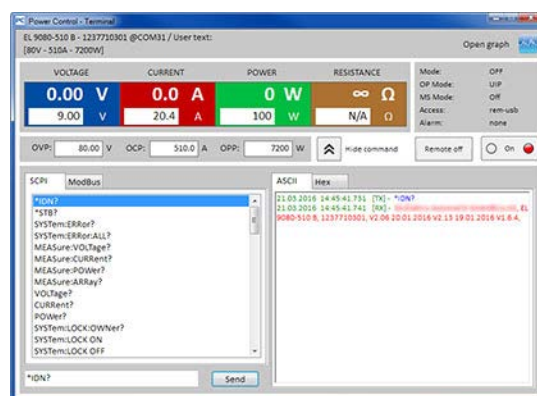 Power Control - Terminal
EL 9080-510 B - 1237710301 @COM31 / User text:
[80V - 510A - 7200W]
Open graph
VOLTAGE CURRENT POWER RESISTANCE
0.00 V 0.0 A 0 W ∞ Ω
9.00 V 20.4 A 100 W N/A Ω
Mode: OFF
OP Mode: UIP
MS Mode: Off
Access: rem-usb
Alarm: none
OVP: 80.00 V OCP: 510.0 A OPP: 7200 W Hide command Remote off On
SCPI ModBus
*IDN?
*STB?
SYSTem:ERRor?
SYSTem:ERRor:ALL?
MEASure:VOLTage?
MEASure:CURRent?
MEASure:POWer?
MEASure:ARRay?
VOLTage?
CURRent?
POWer?
SYSTem:LOCK:OWNer?
SYSTem:LOCK ON
SYSTem:LOCK OFF
*IDN? Send
ASCII Hex
21.03.2016 14:45:41.731 [TX] - *IDN?
21.03.2016 14:45:41.741 [RX] - , EL
9080-510 B, 1237710301, V2.06 20.01.2016 V2.13 19.01.2016 V1.6.4,